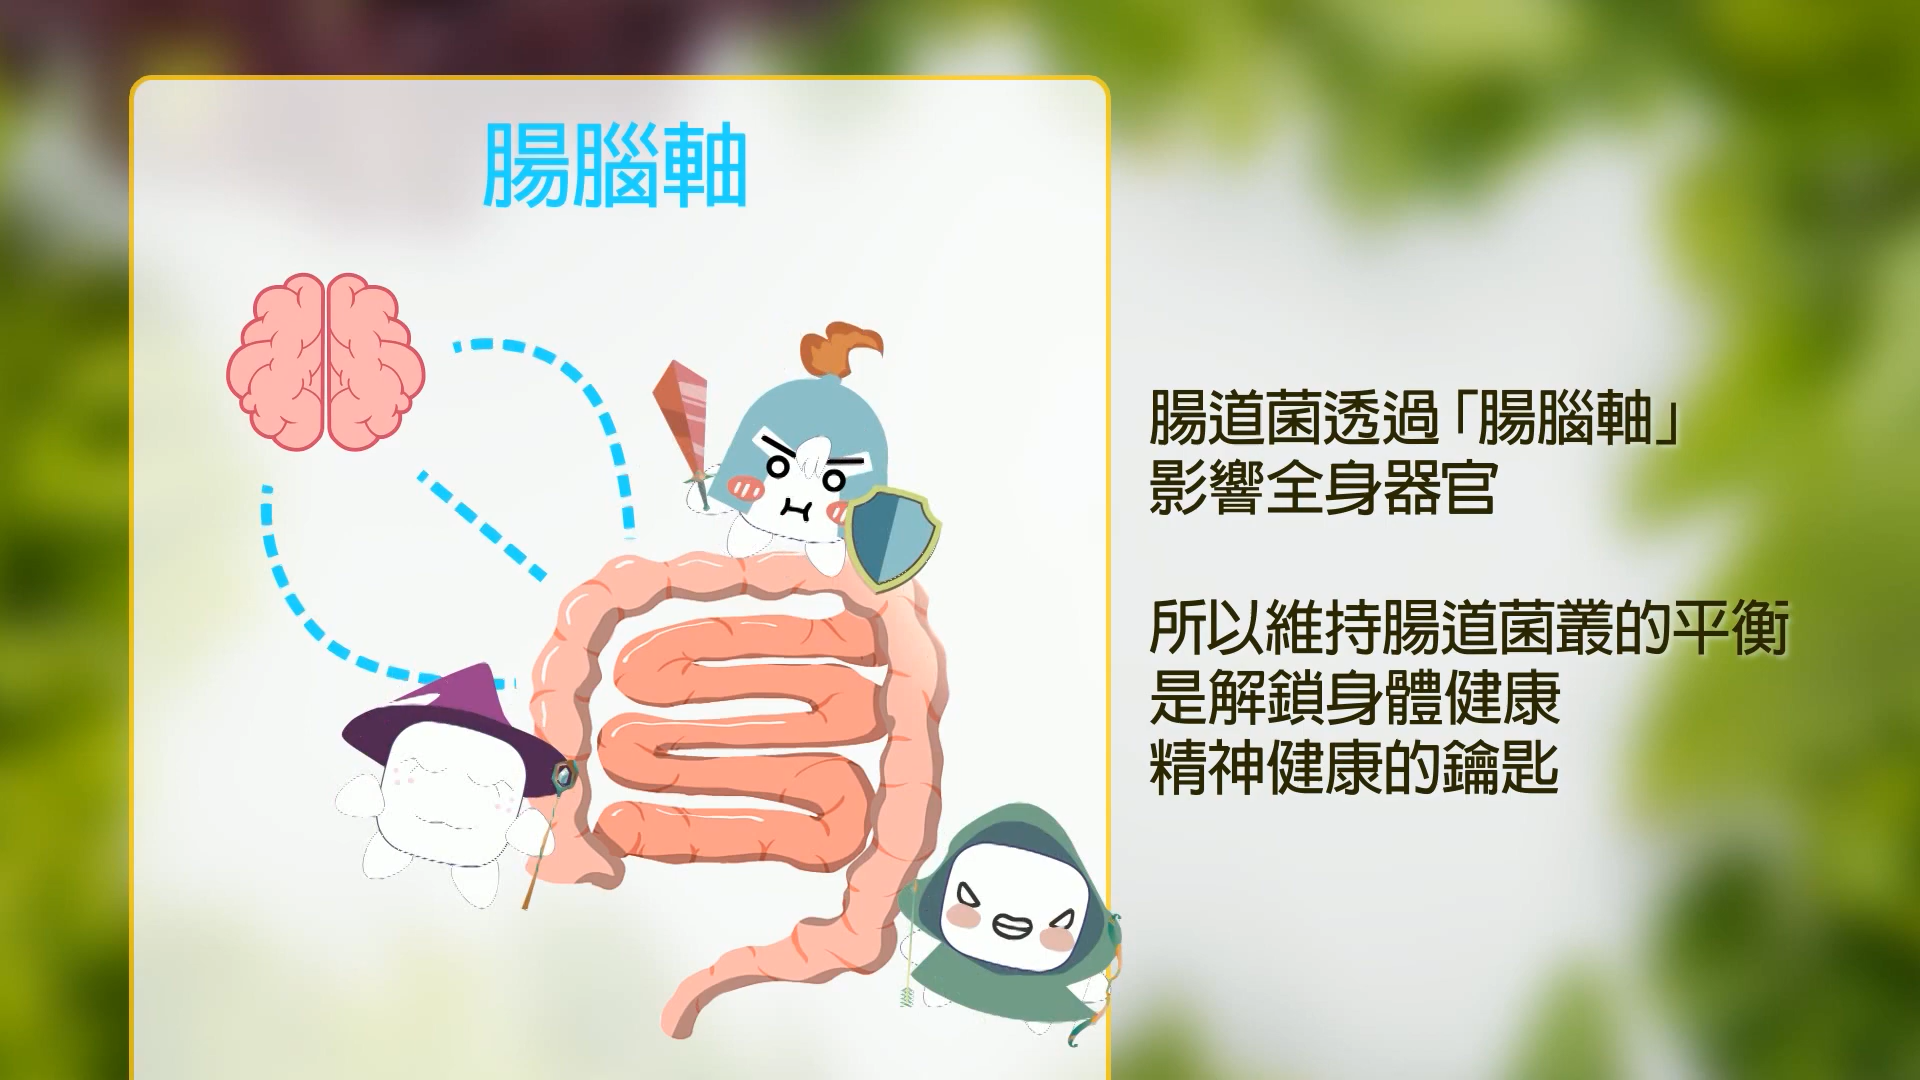 腸腦軸
腸道菌透過「腸腦軸」
影響全身器官
所以維持腸道菌叢的平衡
是解鎖身體健康
精神健康的鑰匙